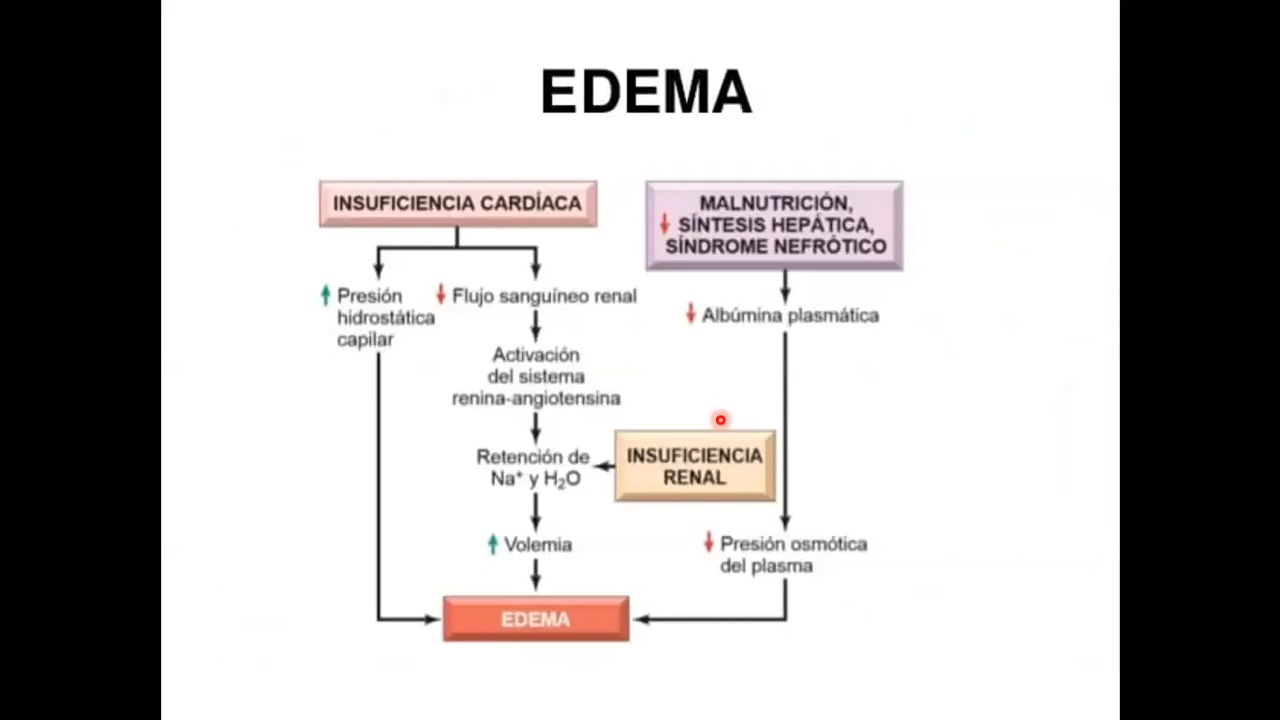 EDEMA
INSUFICIENCIA CARDÍACA
MALNUTRICIÓN,
SÍNTESIS HEPÁTICA,
SÍNDROME NEFRÓTICO
Presión
hidrostática
capilar
Flujo sanguíneo renal
Albúmina plasmática
Activación
del sistema
renina-angiotensina
Retención de
Na⁺ y H₂O
INSUFICIENCIA
RENAL
Volemia
Presión osmótica
del plasma
EDEMA